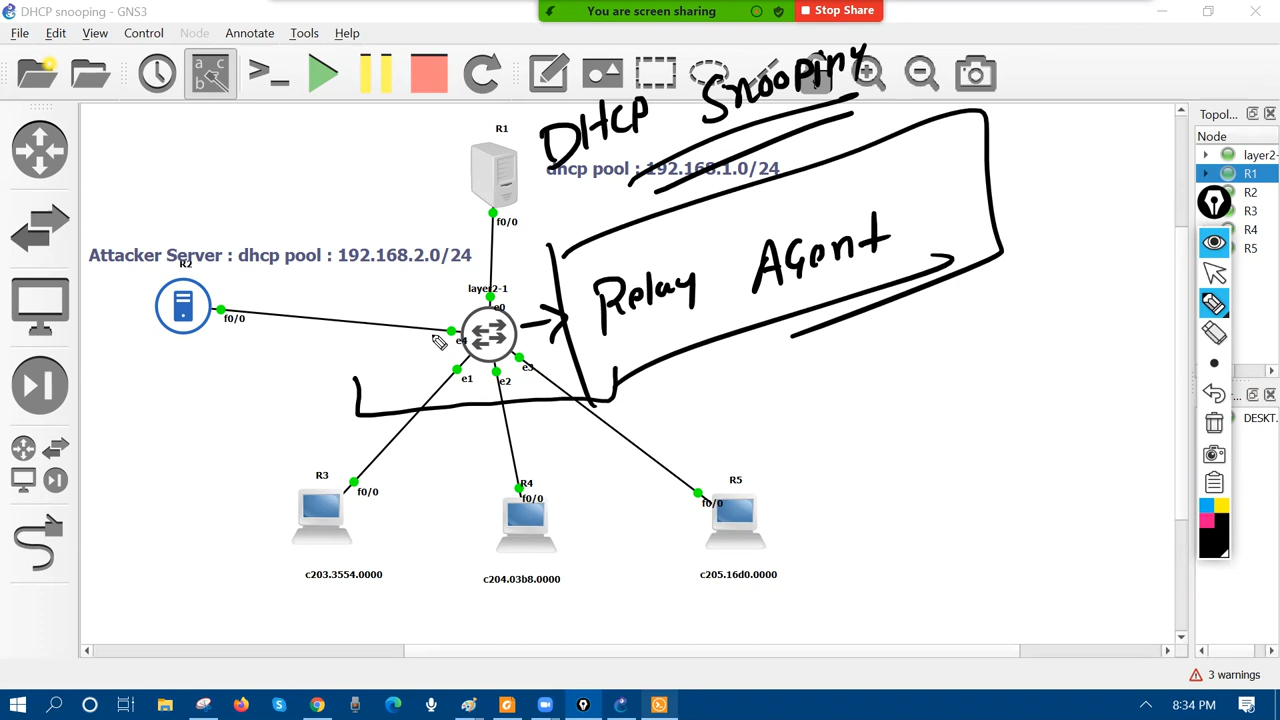 DHCP snooping - GNS3
You are screen sharing
Stop Share
File Edit View Control Node Annotate Tools Help
DHCP Snooping
R1
dhcp pool : 192.168.1.0/24
f0/0
Attacker Server : dhcp pool : 192.168.2.0/24
R2
f0/0
layer2-1
e0
e4
e1
e2
e3
Relay Agent
R3
f0/0
R4
f0/0
R5
f0/0
c203.3554.0000
c204.03b8.0000
c205.16d0.0000
Topol...
Node
layer2
R1
R2
R3
R4
R5
DESKT.
3 warnings
8:34 PM